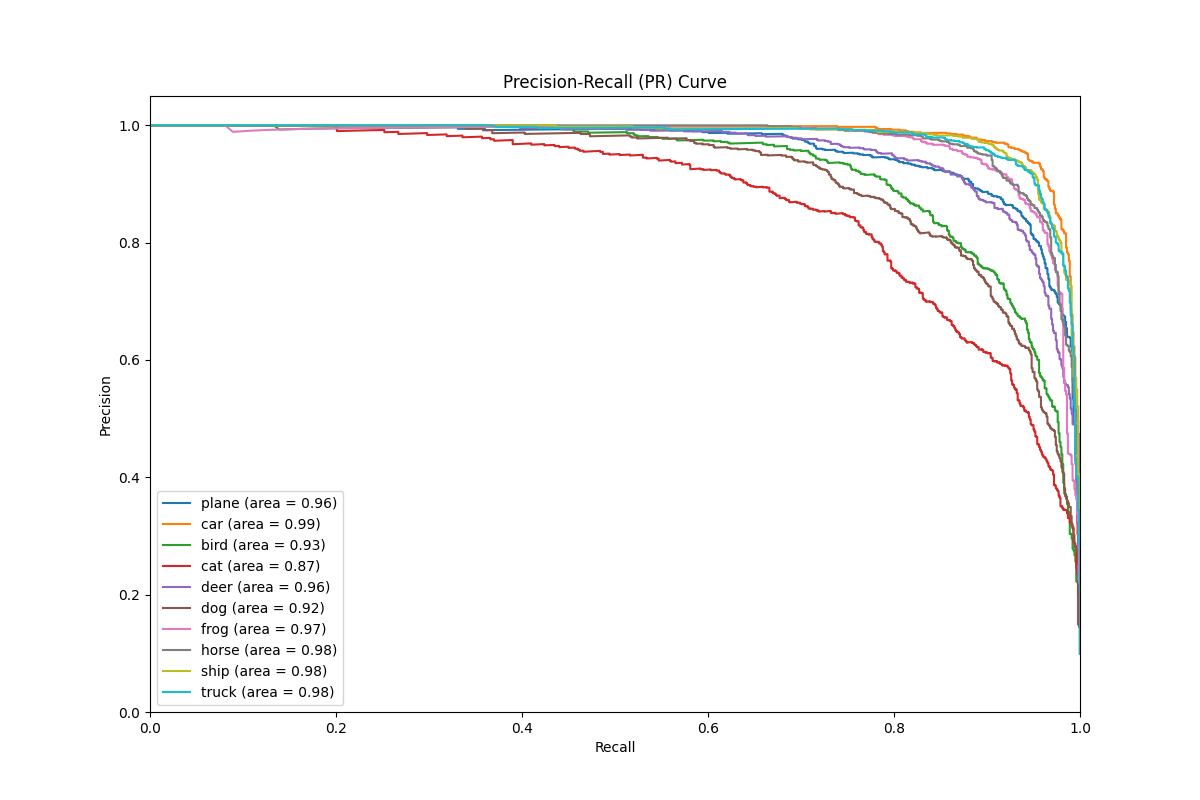 Precision-Recall (PR) Curve
1.0
0.8
0.6
0.4
0.2
0.0
Precision
plane (area = 0.96)
car (area = 0.99)
bird (area = 0.93)
cat (area = 0.87)
deer (area = 0.96)
dog (area = 0.92)
frog (area = 0.97)
horse (area = 0.98)
ship (area = 0.98)
truck (area = 0.98)
0.0 0.2 0.4 0.6 0.8 1.0
Recall